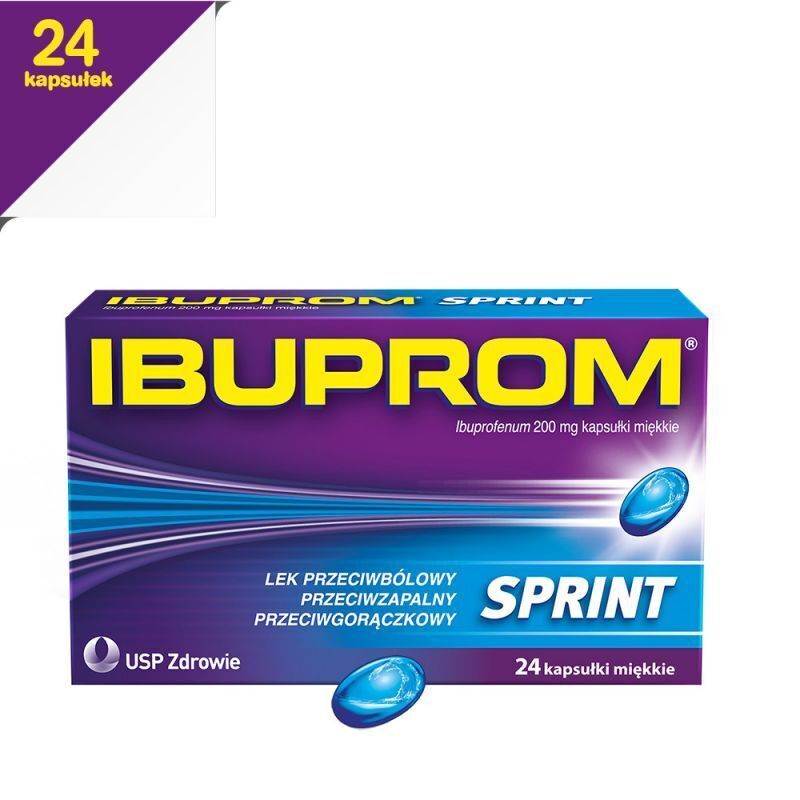 24
kapsułek
IBUPROM® SPRINT
Ibuprofenum 200 mg kapsułki miękkie
IBUPROM®
Ibuprofenum 200 mg kapsułki miękkie
LEK PRZECIWBÓLOWY
PRZECIWZAPALNY
PRZECIWGORĄCZKOWY
SPRINT
USP Zdrowie
24 kapsułki miękkie